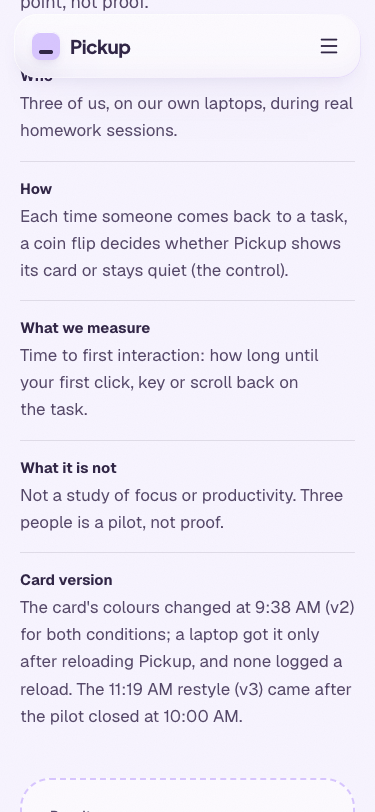 point, not proof.
Pickup
Who
Three of us, on our own laptops, during real
homework sessions.
How
Each time someone comes back to a task,
a coin flip decides whether Pickup shows
its card or stays quiet (the control).
What we measure
Time to first interaction: how long until
your first click, key or scroll back on
the task.
What it is not
Not a study of focus or productivity. Three
people is a pilot, not proof.
Card version
The card's colours changed at 9:38 AM (v2)
for both conditions; a laptop got it only
after reloading Pickup, and none logged a
reload. The 11:19 AM restyle (v3) came after
the pilot closed at 10:00 AM.